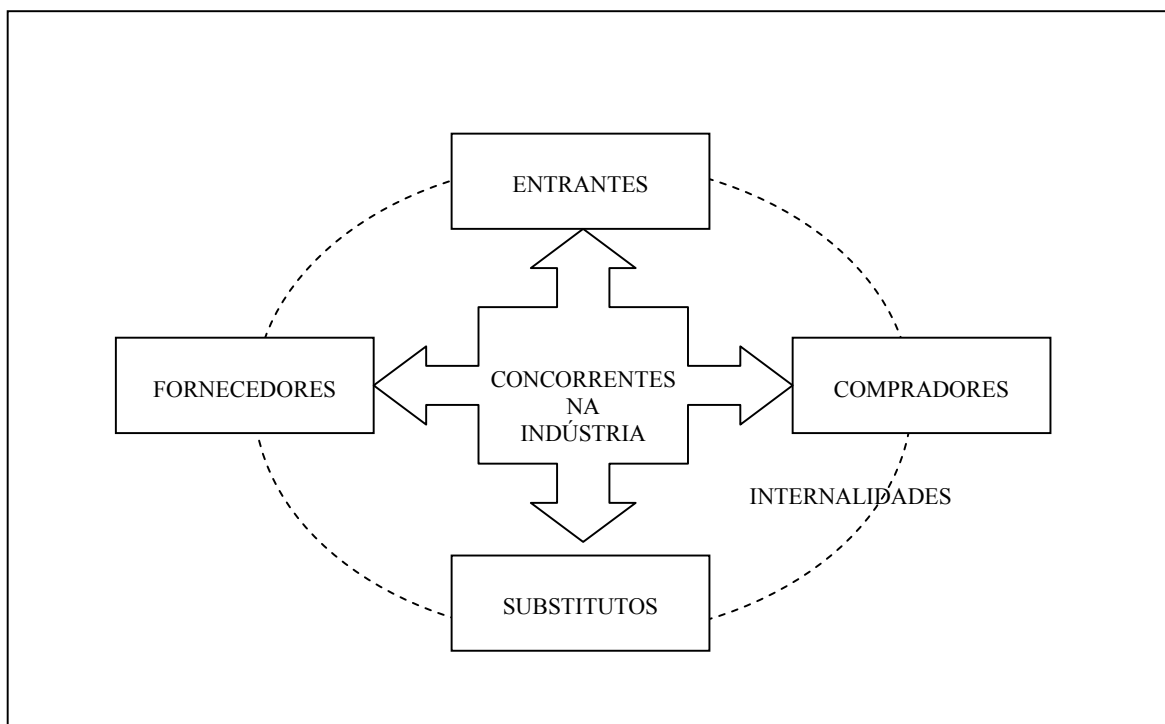 ENTRANTES
FORNECEDORES
CONCORRENTES
NA
INDÚSTRIA
COMPRADORES
INTERNALIDADES
SUBSTITUTOS